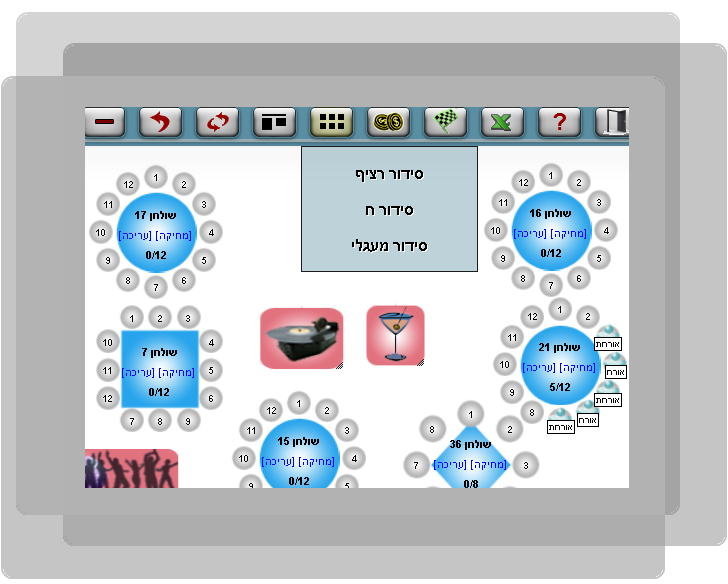 ?
סידור רציף
סידור ח
סידור מעגלי
12 1 2
11 3
שולחן 17
10 4
[עריכה] [מחיקה]
0/12
9 5
8 7 6
12 1 2
11 3
שולחן 16
10 4
[עריכה] [מחיקה]
0/12
9 5
8 7 6
1 2 3
10 4
שולחן 7
11 5
[עריכה] [מחיקה]
0/12
12 6
7 8 9
12 1 2
11
אורחת
שולחן 21
10
[עריכה] [מחיקה]
אורח
5/12
9
אורחת
8
אורח
אורחת
12 1 2
11 3
שולחן 15
10 4
[עריכה] [מחיקה]
0/12
9 5
1
8 2
שולחן 36
7 3
[עריכה] [מחיקה]
0/8